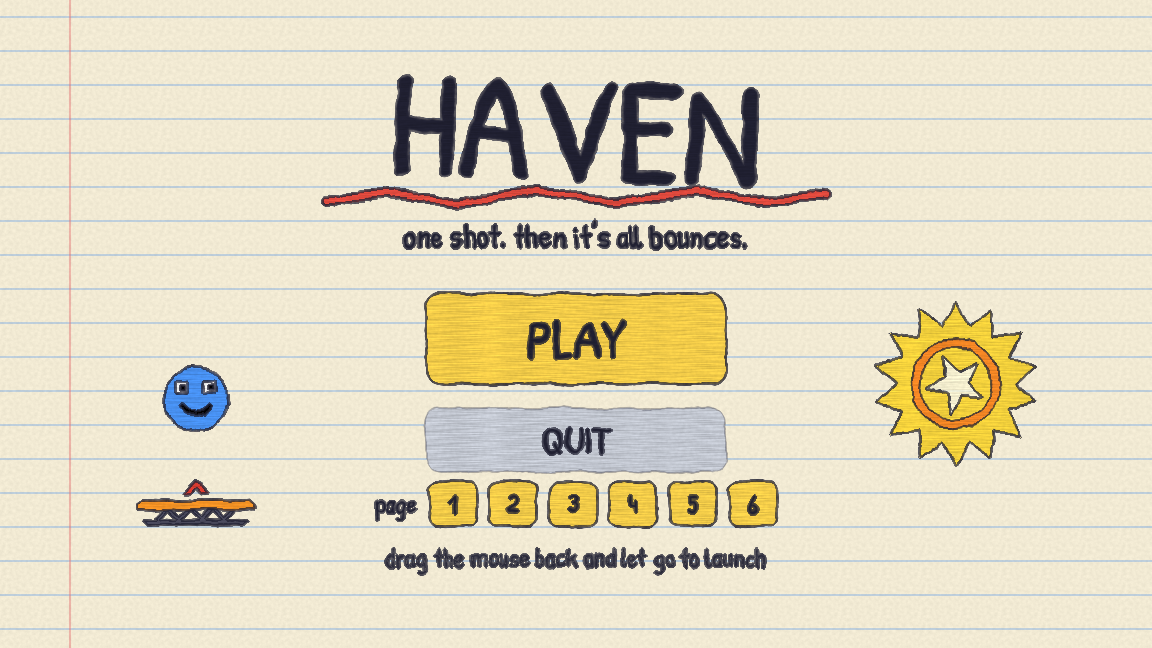 HAVEN
one shot. then it's all bounces.
PLAY
QUIT
page 1 2 3 4 5 6
drag the mouse back and let go to launch